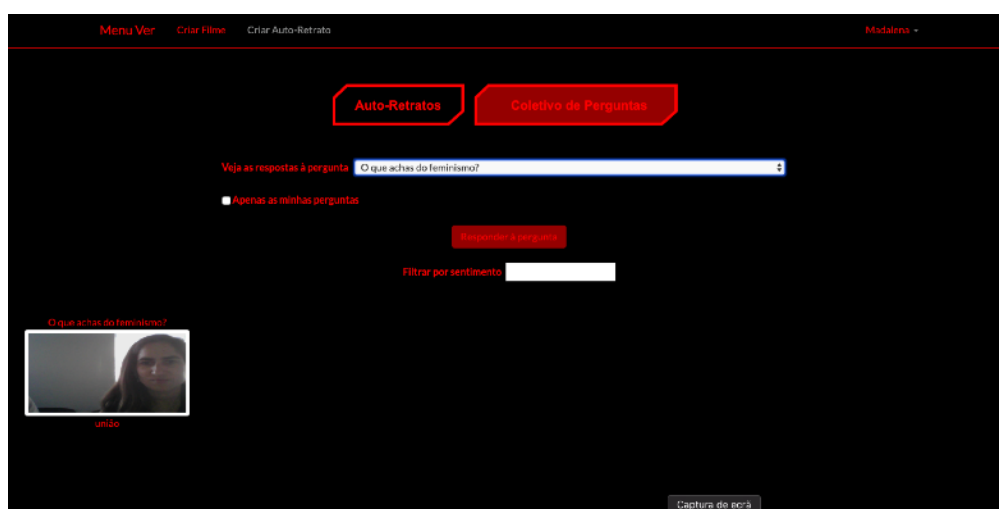 Menu Ver Criar Filme Criar Auto-Retrato Madalena
Auto-Retratos Coletivo de Perguntas
Veja as respostas à pergunta O que achas do feminismo?
Apenas as minhas perguntas
Responder à pergunta
Filtrar por sentimento
O que achas do feminismo?
união
Captura de ecrã